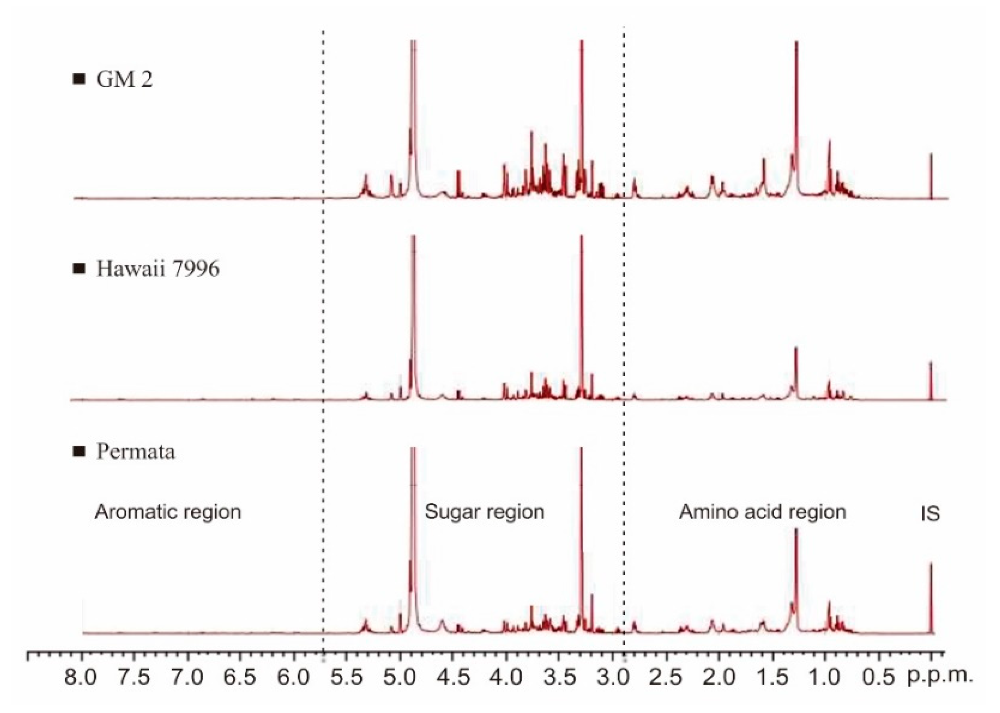 GM 2
Hawaii 7996
Permata
Aromatic region
Sugar region
Amino acid region
IS
8.0 7.5 7.0 6.5 6.0 5.5 5.0 4.5 4.0 3.5 3.0 2.5 2.0 1.5 1.0 0.5 p.p.m.